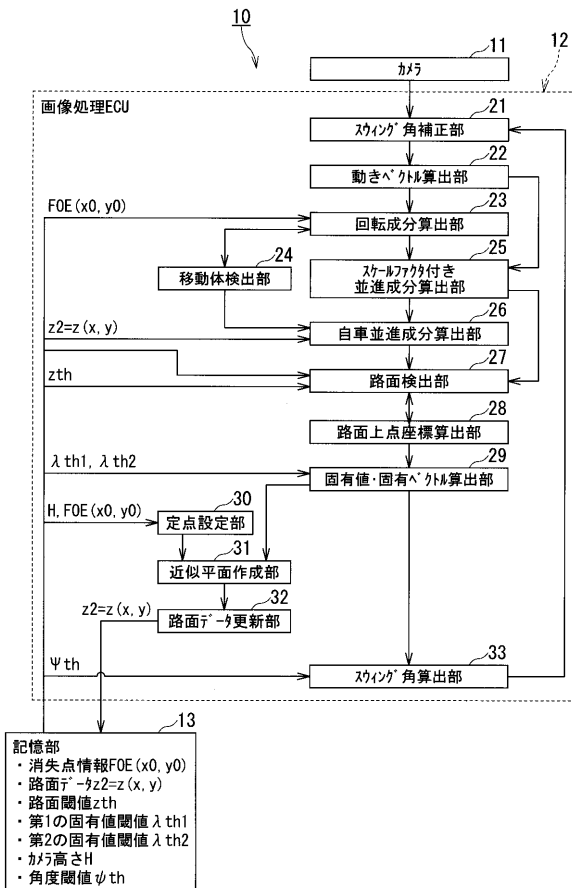 10
11
カメラ
12
画像処理ECU
21
スウィング角補正部
22
動きベクトル算出部
FOE(x0, y0)
23
回転成分算出部
24
移動体検出部
25
スケールファクタ付き
並進成分算出部
26
z2=z(x, y)
自車並進成分算出部
27
zth
路面検出部
28
路面上点座標算出部
29
λth1, λth2
固有値・固有ベクトル算出部
30
H, FOE(x0, y0)
定点設定部
31
近似平面作成部
32
z2=z(x, y)
路面データ更新部
33
Ψth
スウィング角算出部
13
記憶部
・消失点情報FOE(x0, y0)
・路面データz2=z(x, y)
・路面閾値zth
・第1の固有値閾値λth1
・第2の固有値閾値λth2
・カメラ高さH
・角度閾値ψth